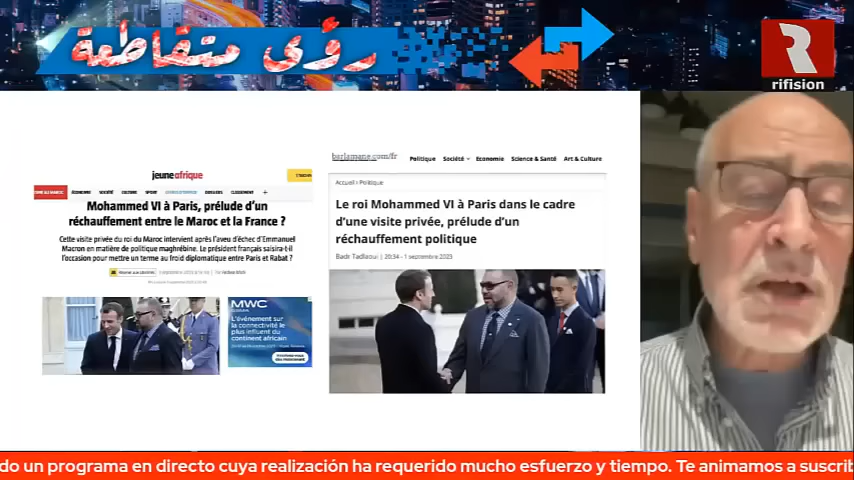 رؤى متقاطعة
rifision
jeune afrique
Mohammed VI à Paris, prélude d'un
réchauffement entre le Maroc et la France ?
Cette visite privée du roi du Maroc intervient après l'aveu d'échec d'Emmanuel
Macron en matière de politique maghrébine. Le président français saisira-t-il
l'occasion pour mettre un terme au froid diplomatique entre Paris et Rabat ?
MWC
L'événement sur
la connectivité le
plus influent du
continent africain
barlamane.com/fr
Politique Société Economie Science & Santé Art & Culture
Accueil › Politique
Le roi Mohammed VI à Paris dans le cadre
d'une visite privée, prélude d'un
réchauffement politique
Badr Tadlaoui | 20:34 - 1 septembre 2023
do un programa en directo cuya realización ha requerido mucho esfuerzo y tiempo. Te animamos a suscrib